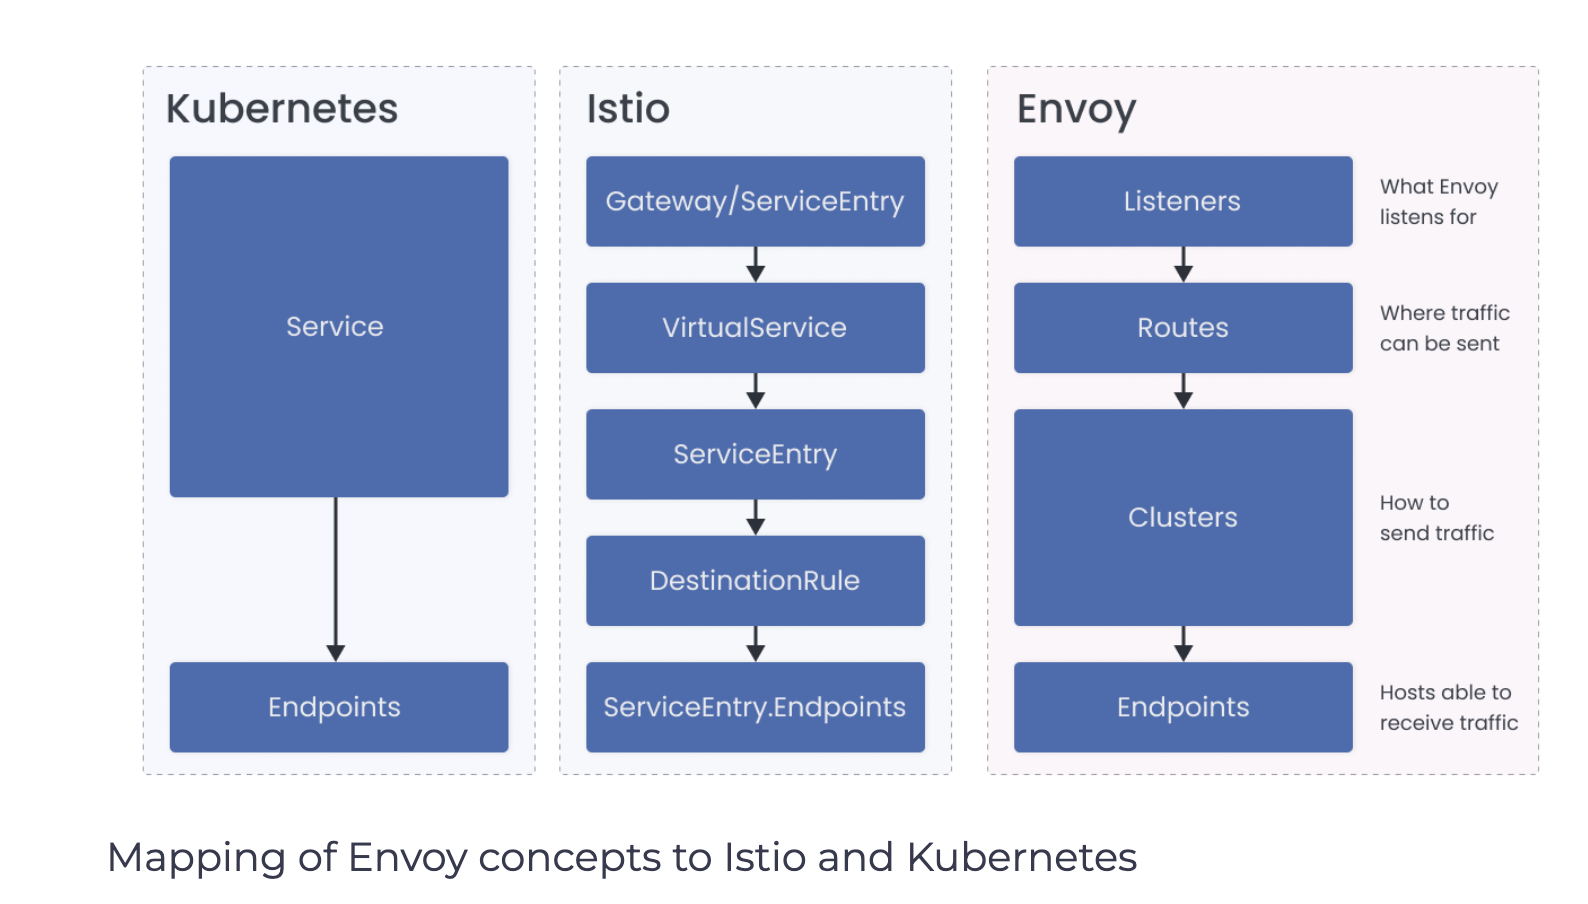 Kubernetes
Service
Endpoints
Istio
Gateway/ServiceEntry
VirtualService
ServiceEntry
DestinationRule
ServiceEntry.Endpoints
Envoy
Listeners
What Envoy
listens for
Routes
Where traffic
can be sent
Clusters
How to
send traffic
Endpoints
Hosts able to
receive traffic
Mapping of Envoy concepts to Istio and Kubernetes